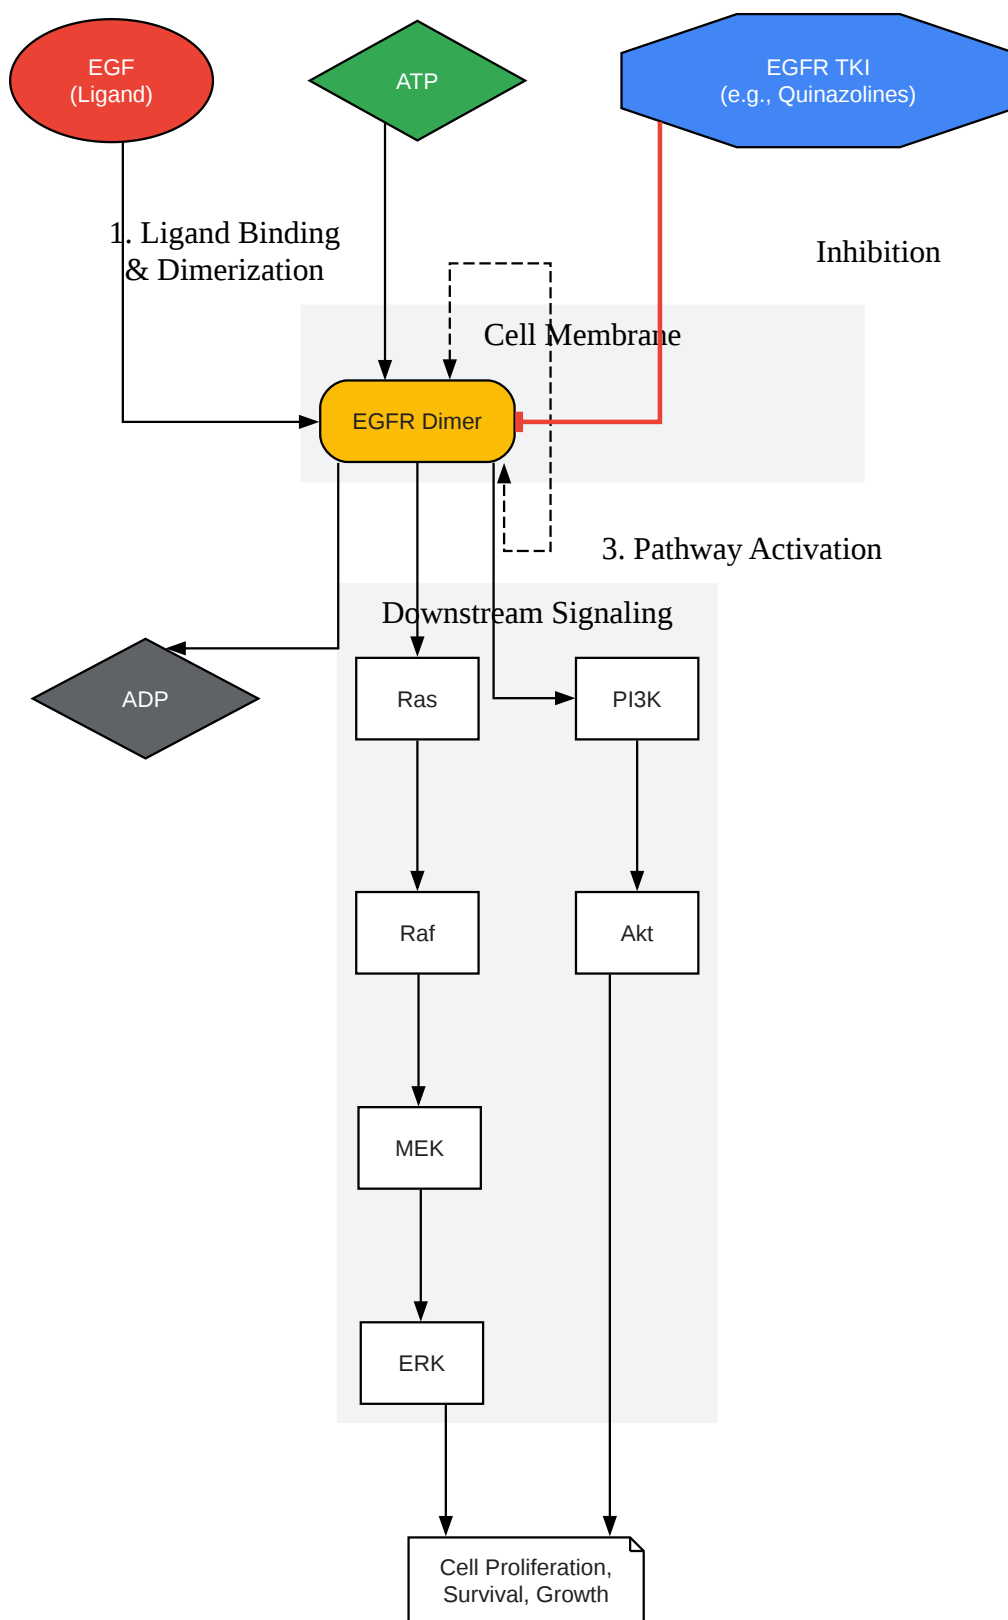 EGF
(Ligand)
ATP
EGFR TKI
(e.g., Quinazolines)
1. Ligand Binding
& Dimerization
Inhibition
Cell Membrane
EGFR Dimer
3. Pathway Activation
Downstream Signaling
ADP
Ras
PI3K
Raf
Akt
MEK
ERK
Cell Proliferation,
Survival, Growth